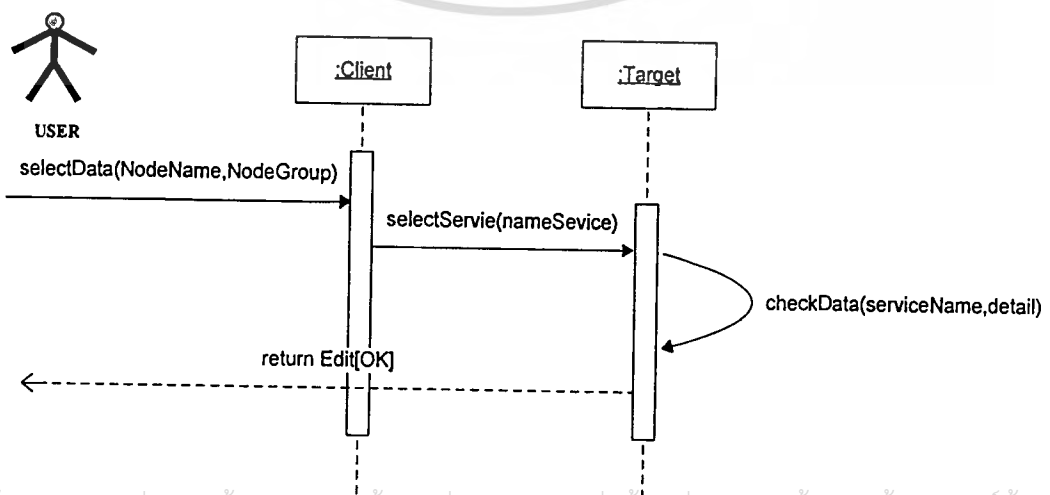 :Client
:Target
USER
selectData(NodeName,NodeGroup)
selectServie(nameSevice)
checkData(serviceName,detail)
return Edit[OK]